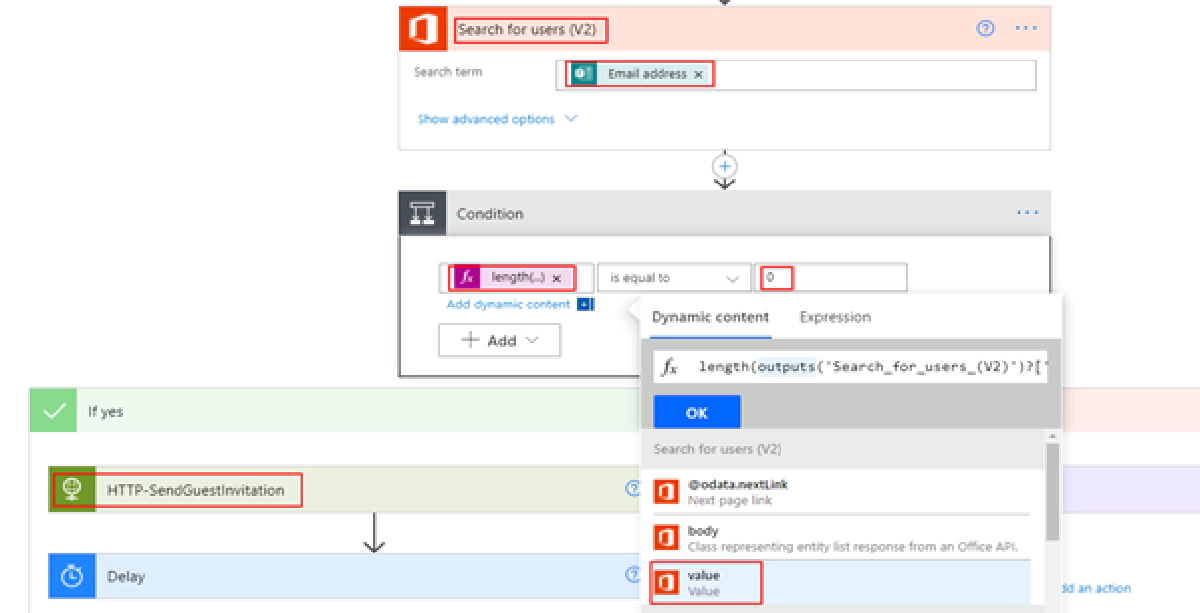 Search for users (V2)
Search term
Email address
Show advanced options
Condition
length(...)
is equal to
0
Add dynamic content
Add
Dynamic content
Expression
fx length(outputs('Search_for_users_(V2)')?['
OK
Search for users (V2)
@odata.nextLink
Next page link
body
Class representing entity list response from an Office API.
value
Value
If yes
HTTP-SendGuestInvitation
Delay
dd an action